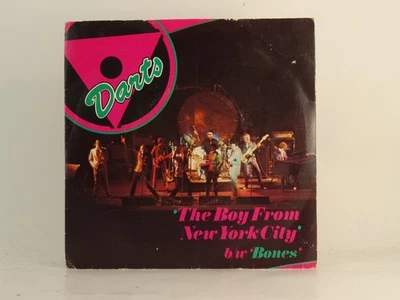 Darts
'The Boy From
New York City'
b/w 'Bones'